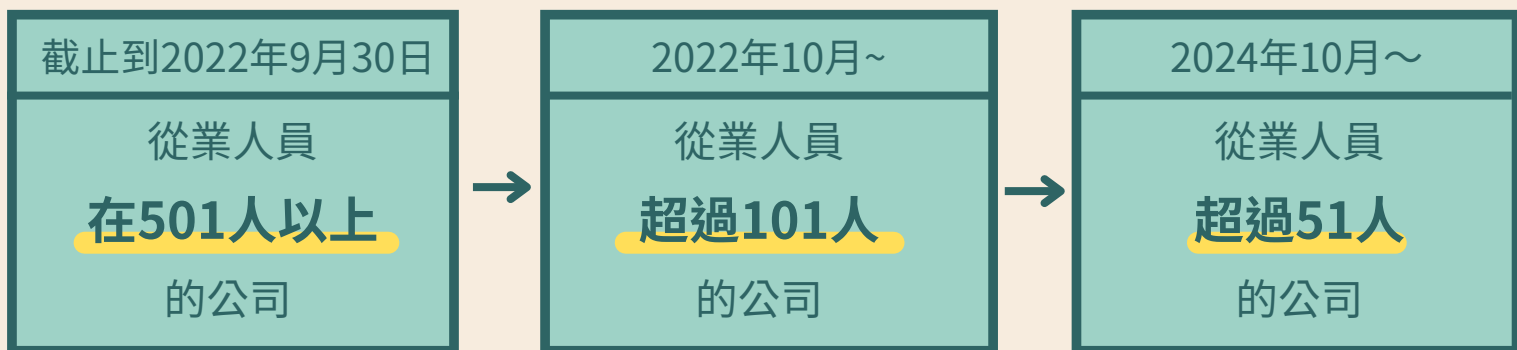 截止到2022年9月30日
從業人員
在501人以上
的公司
2022年10月~
從業人員
超過101人
的公司
2024年10月～
從業人員
超過51人
的公司